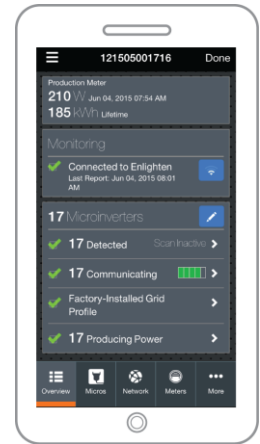 121505001716 Done
Production Meter
210 W Jun 04, 2015 07:54 AM
185 kWh Lifetime
Monitoring
Connected to Enlighten
Last Report: Jun 04, 2015 08:01
AM
17 Microinverters
17 Detected Scan Inactive
17 Communicating
Factory-Installed Grid
Profile
17 Producing Power
Overview Micros Network Meters More